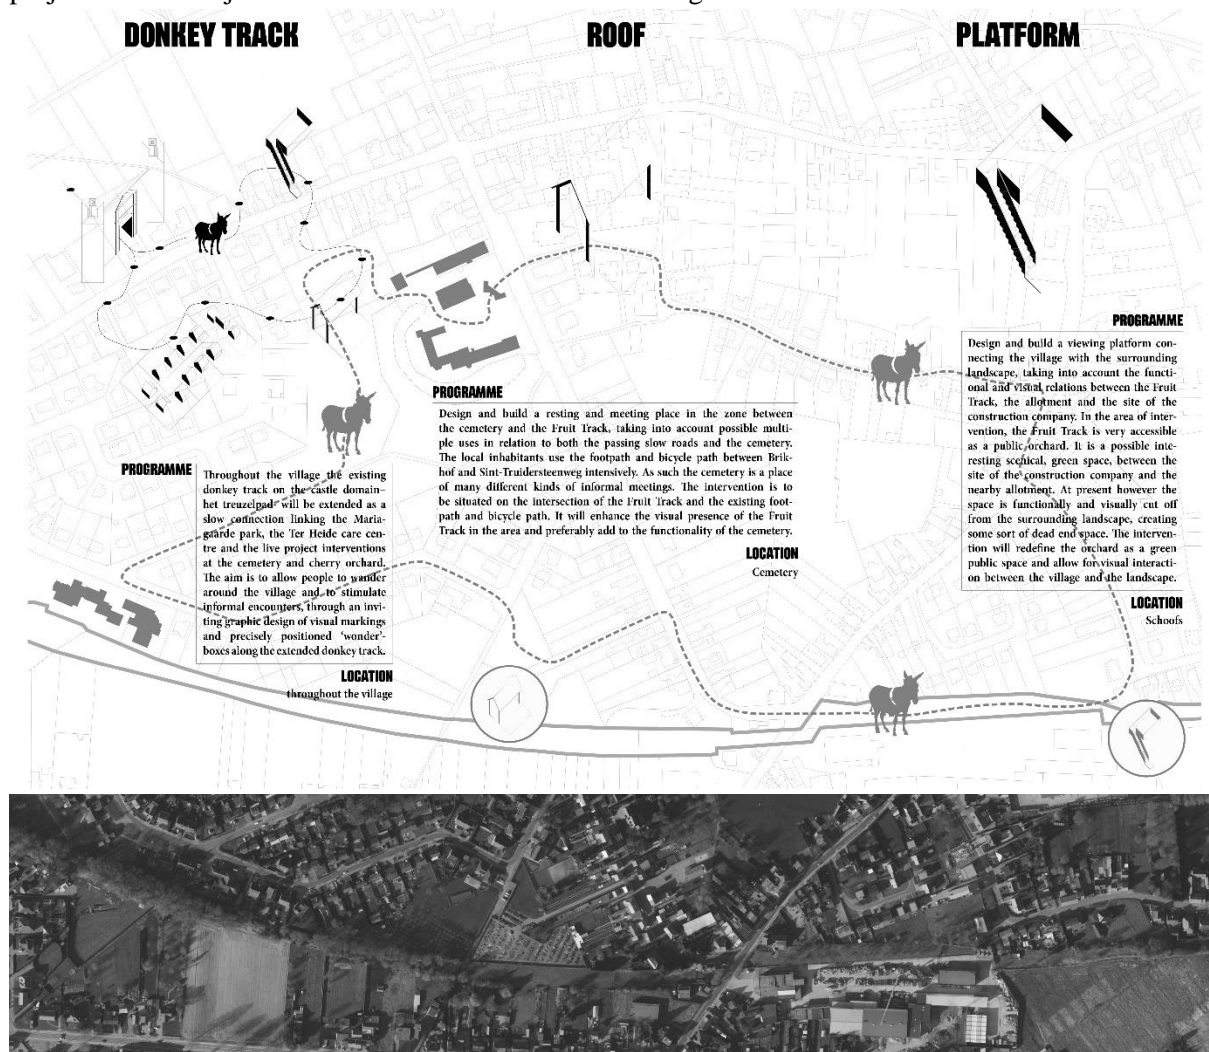 DONKEY TRACK
ROOF
PLATFORM
PROGRAMME
Throughout the village the existing
donkey track on the castle domain–
het treuzelpad– will be extended as a
slow connection linking the Maria-
gaarde park, the Ter Heide care cen-
tre and the live project interventions
at the cemetery and cherry orchard.
The aim is to allow people to wander
around the village and to stimulate
informal encounters, through an invi-
ting graphic design of visual markings
and precisely positioned ‘wonder’-
boxes along the extended donkey track.
LOCATION
throughout the village
PROGRAMME
Design and build a resting and meeting place in the zone between
the cemetery and the Fruit Track, taking into account possible multi-
ple uses in relation to both the passing slow roads and the cemetery.
The local inhabitants use the footpath and bicycle path between Brik-
hof and Sint-Truidersteenweg intensively. As such the cemetery is a place
of many different kinds of informal meetings. The intervention is to
be situated on the intersection of the Fruit Track and the existing foot-
path and bicycle path. It will enhance the visual presence of the Fruit
Track in the area and preferably add to the functionality of the cemetery.
LOCATION
Cemetery
PROGRAMME
Design and build a viewing platform con-
necting the village with the surrounding
landscape, taking into account the functi-
onal and visual relations between the Fruit
Track, the allotment and the site of the
construction company. In the area of inter-
vention, the Fruit Track is very accessible
as a public orchard. It is a possible inte-
resting scenical, green space, between the
site of the construction company and the
nearby allotment. At present however the
space is functionally and visually cut off
from the surrounding landscape, creating
some sort of dead end space. The interven-
tion will redefine the orchard as a green
public space and allow for visual interacti-
on between the village and the landscape.
LOCATION
Schoofs